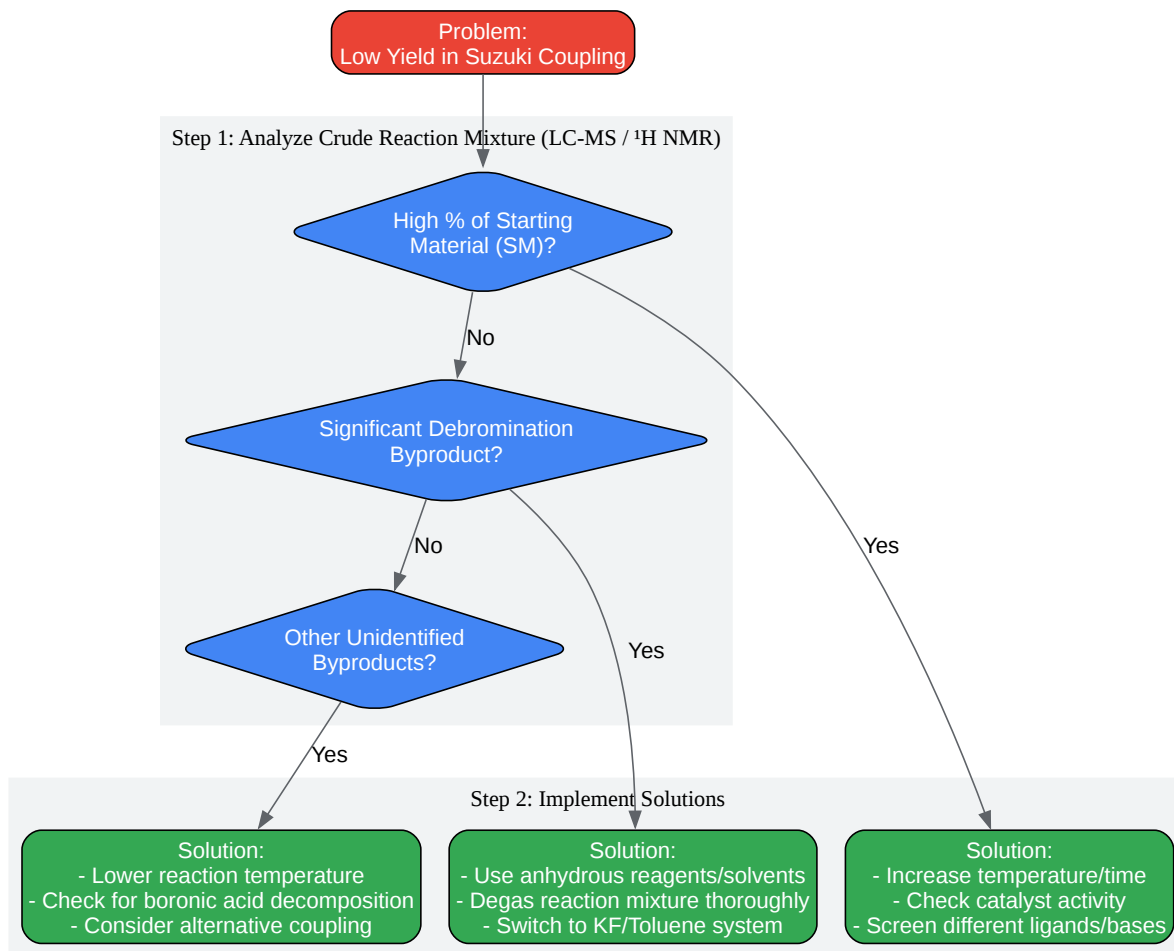 Problem:
Low Yield in Suzuki Coupling
Step 1: Analyze Crude Reaction Mixture (LC-MS / ¹H NMR)
High % of Starting
Material (SM)?
No
Significant Debromination
Byproduct?
No
Yes
Other Unidentified
Byproducts?
Yes
Yes
Step 2: Implement Solutions
Solution:
- Lower reaction temperature
- Check for boronic acid decomposition
- Consider alternative coupling
Solution:
- Use anhydrous reagents/solvents
- Degas reaction mixture thoroughly
- Switch to KF/Toluene system
Solution:
- Increase temperature/time
- Check catalyst activity
- Screen different ligands/bases